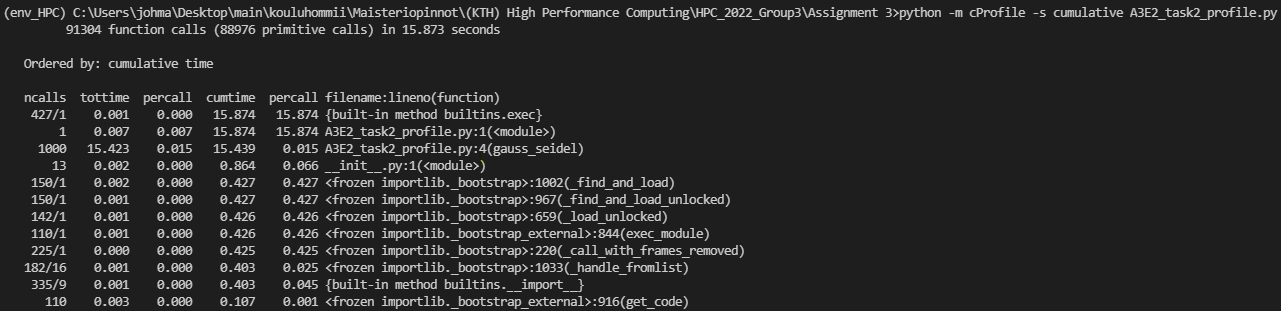 (env_HPC) C:\Users\johma\Desktop\main\kouluhommii\Maisteriopinnot\(KTH) High Performance Computing\HPC_2022_Group3\Assignment 3>python -m cProfile -s cumulative A3E2_task2_profile.py
         91304 function calls (88976 primitive calls) in 15.873 seconds

   Ordered by: cumulative time

   ncalls  tottime  percall  cumtime  percall filename:lineno(function)
    427/1    0.001    0.000   15.874   15.874 {built-in method builtins.exec}
        1    0.007    0.007   15.874   15.874 A3E2_task2_profile.py:1(<module>)
     1000   15.423    0.015   15.439    0.015 A3E2_task2_profile.py:4(gauss_seidel)
       13    0.002    0.000    0.864    0.066 __init__.py:1(<module>)
    150/1    0.002    0.000    0.427    0.427 <frozen importlib._bootstrap>:1002(_find_and_load)
    150/1    0.001    0.000    0.427    0.427 <frozen importlib._bootstrap>:967(_find_and_load_unlocked)
    142/1    0.001    0.000    0.426    0.426 <frozen importlib._bootstrap>:659(_load_unlocked)
    110/1    0.001    0.000    0.426    0.426 <frozen importlib._bootstrap_external>:844(exec_module)
    225/1    0.000    0.000    0.425    0.425 <frozen importlib._bootstrap>:220(_call_with_frames_removed)
   182/16    0.001    0.000    0.403    0.025 <frozen importlib._bootstrap>:1033(_handle_fromlist)
    335/9    0.001    0.000    0.403    0.045 {built-in method builtins.__import__}
      110    0.003    0.000    0.107    0.001 <frozen importlib._bootstrap_external>:916(get_code)